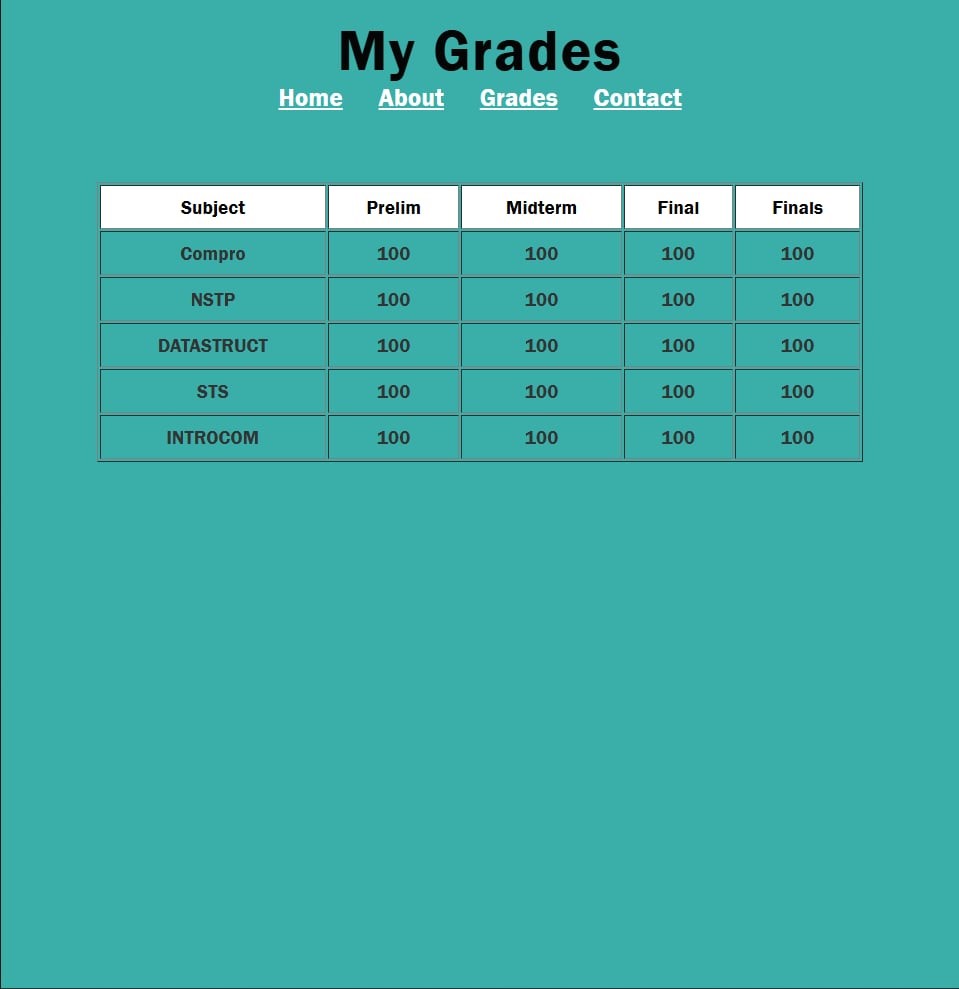 My Grades
Home About Grades Contact
Subject Prelim Midterm Final Finals
Compro 100 100 100 100
NSTP 100 100 100 100
DATASTRUCT 100 100 100 100
STS 100 100 100 100
INTROCOM 100 100 100 100